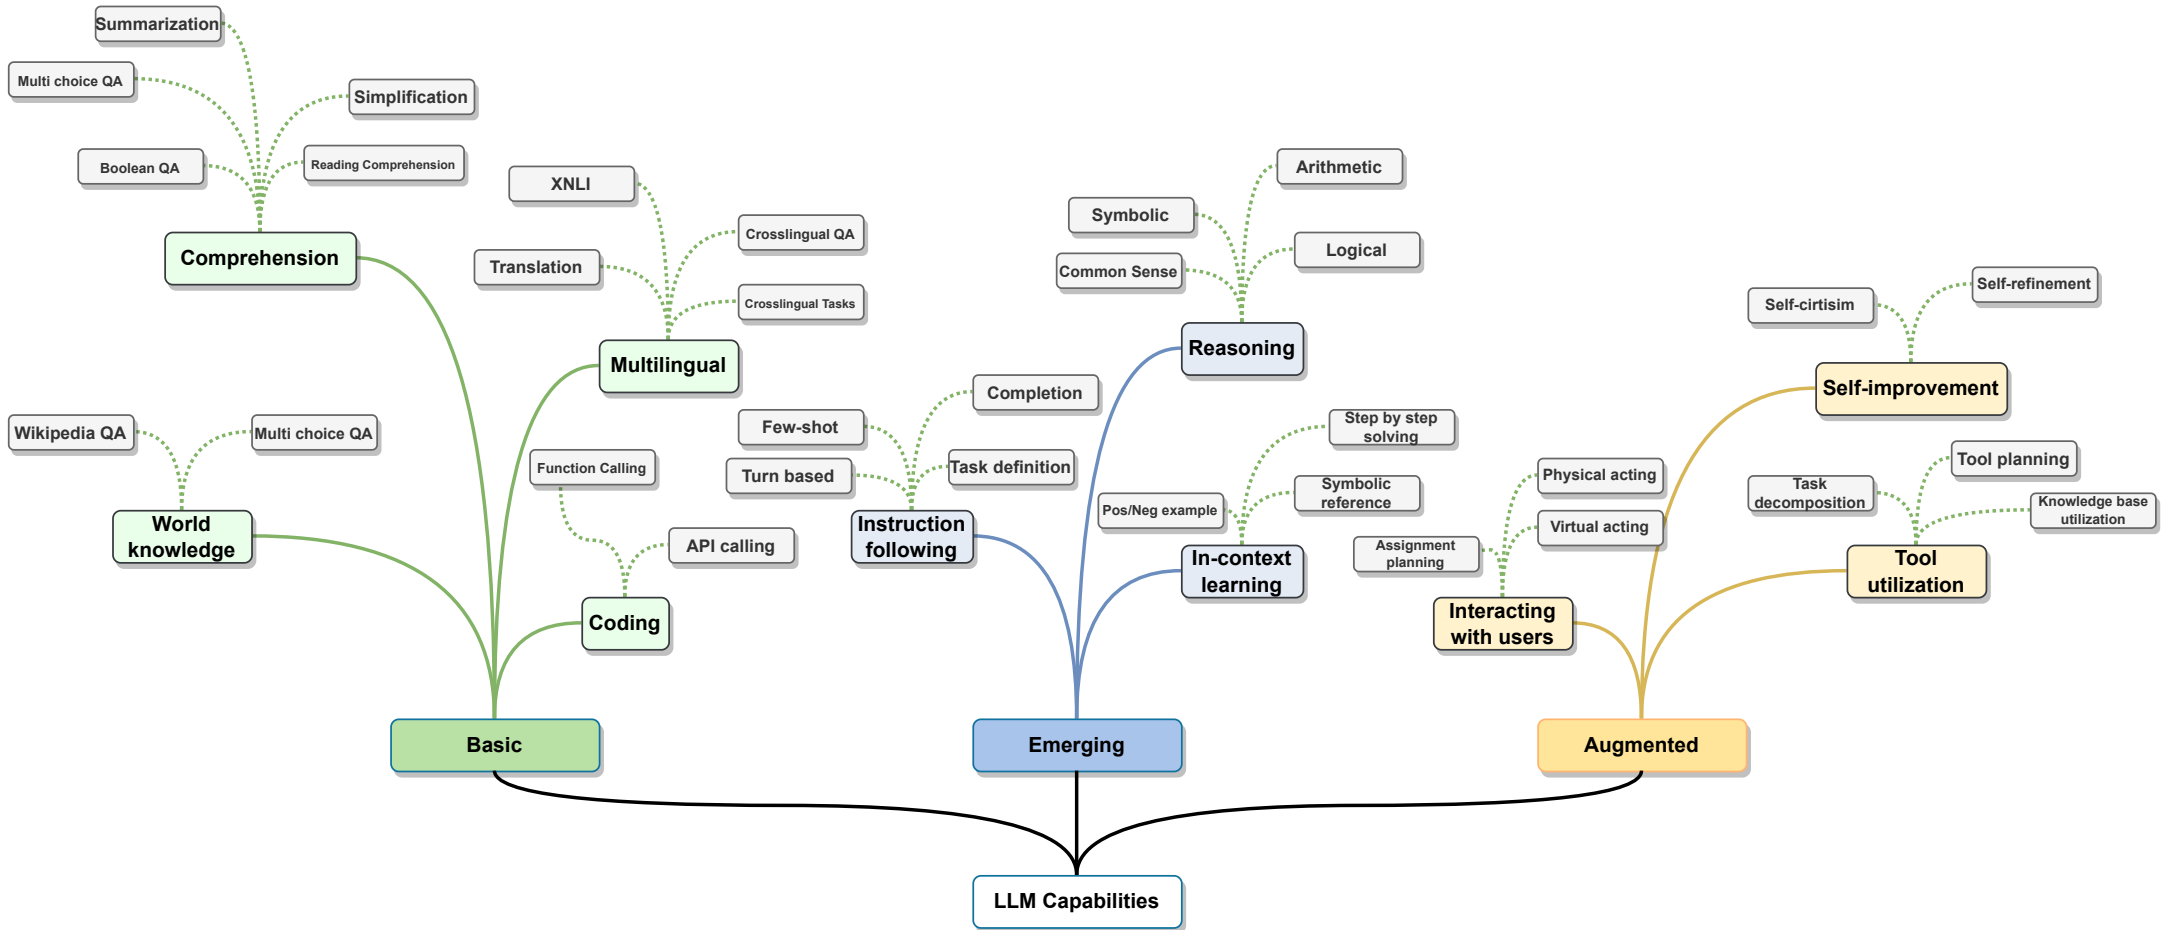 Summarization
Multi choice QA
Simplification
Boolean QA
Reading Comprehension
Comprehension
XNLI
Crosslingual QA
Translation
Crosslingual Tasks
Multilingual
Wikipedia QA
Multi choice QA
World
knowledge
Function Calling
API calling
Coding
Basic
Arithmetic
Symbolic
Logical
Common Sense
Reasoning
Completion
Few-shot
Turn based
Task definition
Instruction
following
Step by step
solving
Symbolic
reference
Pos/Neg example
In-context
learning
Emerging
Self-refinement
Self-cirtisim
Self-improvement
Physical acting
Virtual acting
Assignment
planning
Interacting
with users
Tool planning
Task
decomposition
Knowledge base
utilization
Tool
utilization
Augmented
LLM Capabilities